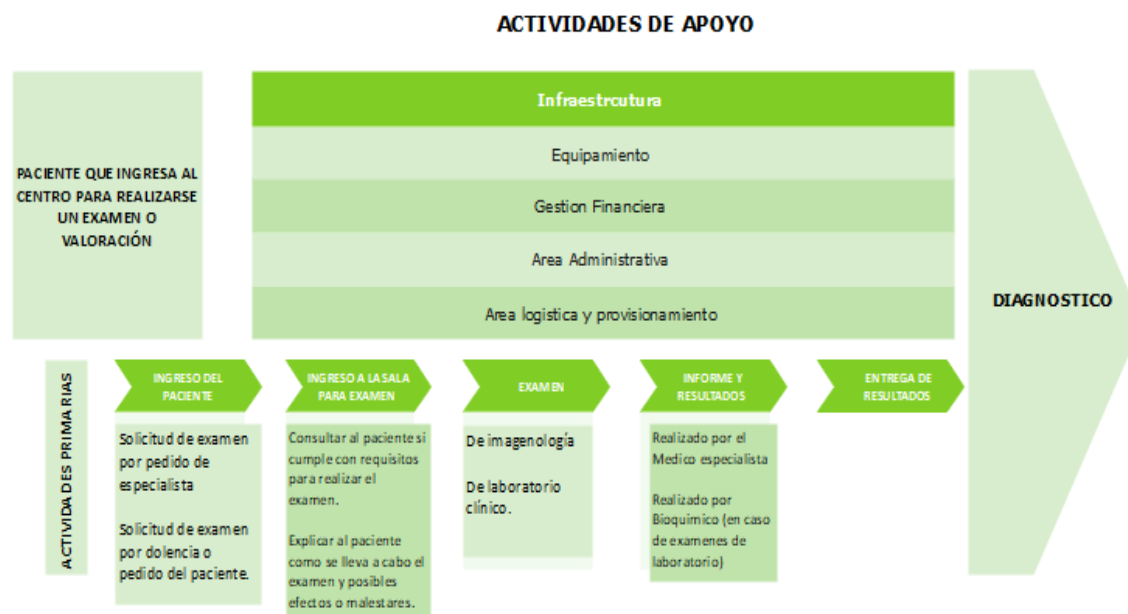 ACTIVIDADES DE APOYO
PACIENTE QUE INGRESA AL
CENTRO PARA REALIZARSE
UN EXAMEN O
VALORACIÓN
Infraestrcutura
Equipamiento
Gestion Financiera
Area Administrativa
Area logistica y provisionamiento
DIAGNOSTICO
ACTIVIDADES PRIMARIAS
INGRESO DEL
PACIENTE
Solicitud de examen
por pedido de
especialista
Solicitud de examen
por dolencia o
pedido del paciente.
INGRESO A LA SALA
PARA EXAMEN
Consultar al paciente si
cumple con requisitos
para realizar el
examen.
Explicar al paciente
como se lleva a cabo el
examen y posibles
efectos o malestares.
EXAMEN
De imagenología
De laboratorio
clínico.
INFORME Y
RESULTADOS
Realizado por el
Medico especialista
Realizado por
Bioquimico (en caso
de examenes de
laboratorio)
ENTREGA DE
RESULTADOS